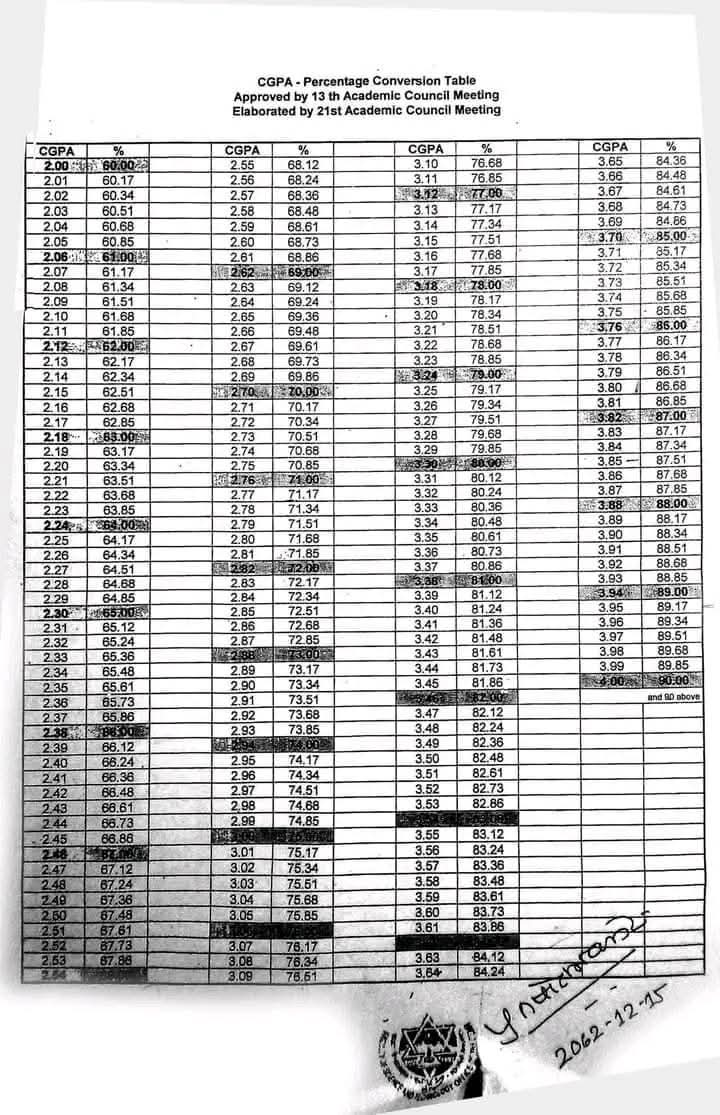 CGPA - Percentage Conversion Table
Approved by 13 th Academic Council Meeting
Elaborated by 21st Academic Council Meeting
CGPA % CGPA % CGPA % CGPA %
2.00 60.00 2.55 68.12 3.10 76.68 3.65 84.36
2.01 60.17 2.56 68.24 3.11 76.85 3.66 84.48
2.02 60.34 2.57 68.36 3.12 77.00 3.67 84.61
2.03 60.51 2.58 68.48 3.13 77.17 3.68 84.73
2.04 60.68 2.59 68.61 3.14 77.34 3.69 84.86
2.05 60.85 2.60 68.73 3.15 77.51 3.70 85.00
2.06 61.00 2.61 68.86 3.16 77.68 3.71 85.17
2.07 61.17 2.62 69.00 3.17 77.85 3.72 85.34
2.08 61.34 2.63 69.12 3.18 78.00 3.73 85.51
2.09 61.51 2.64 69.24 3.19 78.17 3.74 85.68
2.10 61.68 2.65 69.36 3.20 78.34 3.75 85.85
2.11 61.85 2.66 69.48 3.21 78.51 3.76 86.00
2.12 62.00 2.67 69.61 3.22 78.68 3.77 86.17
2.13 62.17 2.68 69.73 3.23 78.85 3.78 86.34
2.14 62.34 2.69 69.86 3.24 79.00 3.79 86.51
2.15 62.51 2.70 70.00 3.25 79.17 3.80 86.68
2.16 62.68 2.71 70.17 3.26 79.34 3.81 86.85
2.17 62.85 2.72 70.34 3.27 79.51 3.82 87.00
2.18 63.00 2.73 70.51 3.28 79.68 3.83 87.17
2.19 63.17 2.74 70.68 3.29 79.85 3.84 87.34
2.20 63.34 2.75 70.85 3.30 80.00 3.85 87.51
2.21 63.51 2.76 71.00 3.31 80.12 3.86 87.68
2.22 63.68 2.77 71.17 3.32 80.24 3.87 87.85
2.23 63.85 2.78 71.34 3.33 80.36 3.88 88.00
2.24 64.00 2.79 71.51 3.34 80.48 3.89 88.17
2.25 64.17 2.80 71.68 3.35 80.61 3.90 88.34
2.26 64.34 2.81 71.85 3.36 80.73 3.91 88.51
2.27 64.51 2.82 72.00 3.37 80.86 3.92 88.68
2.28 64.68 2.83 72.17 3.38 81.00 3.93 88.85
2.29 64.85 2.84 72.34 3.39 81.12 3.94 89.00
2.30 65.00 2.85 72.51 3.40 81.24 3.95 89.17
2.31 65.12 2.86 72.68 3.41 81.36 3.96 89.34
2.32 65.24 2.87 72.85 3.42 81.48 3.97 89.51
2.33 65.36 2.88 73.00 3.43 81.61 3.98 89.68
2.34 65.48 2.89 73.17 3.44 81.73 3.99 89.85
2.35 65.61 2.90 73.34 3.45 81.86 4.00 90.00
2.36 65.73 2.91 73.51 3.46 82.00 and 90 above
2.37 65.86 2.92 73.68 3.47 82.12
2.38 66.00 2.93 73.85 3.48 82.24
2.39 66.12 2.94 74.00 3.49 82.36
2.40 66.24 2.95 74.17 3.50 82.48
2.41 66.36 2.96 74.34 3.51 82.61
2.42 66.48 2.97 74.51 3.52 82.73
2.43 66.61 2.98 74.68 3.53 82.86
2.44 66.73 2.99 74.85
2.45 66.86 3.55 83.12
2.46 67.00 3.01 75.17 3.56 83.24
2.47 67.12 3.02 75.34 3.57 83.36
2.48 67.24 3.03 75.51 3.58 83.48
2.49 67.36 3.04 75.68 3.59 83.61
2.50 67.48 3.05 75.85 3.60 83.73
2.51 67.61 3.61 83.86
2.52 67.73 3.07 76.17
2.53 67.86 3.08 76.34 3.63 84.12
2.54 3.09 76.51 3.64 84.24
2062-12-15